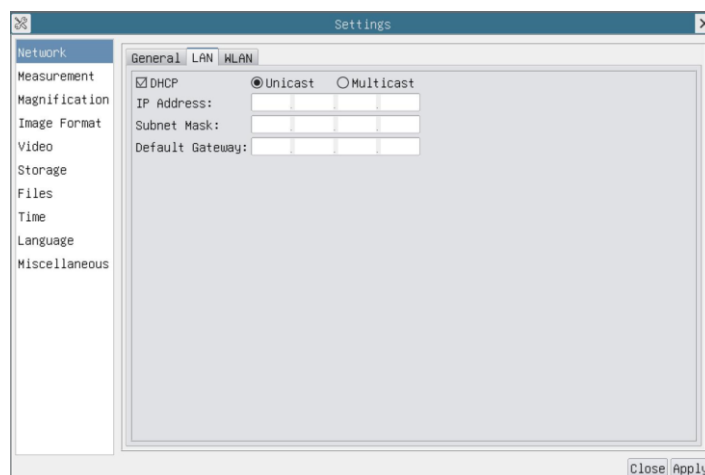 Settings
Network
Measurement
Magnification
Image Format
Video
Storage
Files
Time
Language
Miscellaneous
General LAN WLAN
DHCP Unicast Multicast
IP Address:
Subnet Mask:
Default Gateway:
Close Apply